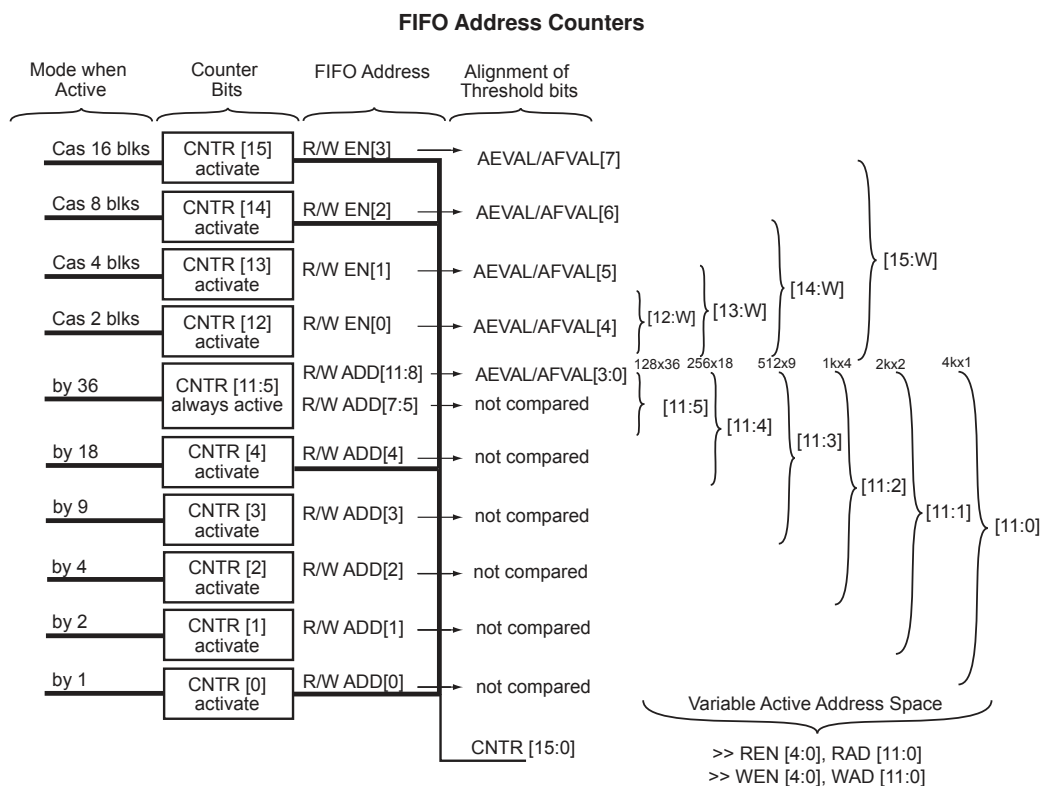 FIFO Address Counters
Mode when
Active
Counter
Bits
FIFO Address
Alignment of
Threshold bits
Cas 16 blks
CNTR [15]
activate
R/W EN[3]
AEVAL/AFVAL[7]
Cas 8 blks
CNTR [14]
activate
R/W EN[2]
AEVAL/AFVAL[6]
Cas 4 blks
CNTR [13]
activate
R/W EN[1]
AEVAL/AFVAL[5]
Cas 2 blks
CNTR [12]
activate
R/W EN[0]
AEVAL/AFVAL[4]
[12:W]
[13:W]
[14:W]
[15:W]
by 36
CNTR [11:5]
always active
R/W ADD[11:8]
AEVAL/AFVAL[3:0]
R/W ADD[7:5]
not compared
128x36
256x18
512x9
1kx4
2kx2
4kx1
[11:5]
[11:4]
[11:3]
[11:2]
[11:1]
[11:0]
by 18
CNTR [4]
activate
R/W ADD[4]
not compared
by 9
CNTR [3]
activate
R/W ADD[3]
not compared
by 4
CNTR [2]
activate
R/W ADD[2]
not compared
by 2
CNTR [1]
activate
R/W ADD[1]
not compared
by 1
CNTR [0]
activate
R/W ADD[0]
not compared
CNTR [15:0]
Variable Active Address Space
>> REN [4:0], RAD [11:0]
>> WEN [4:0], WAD [11:0]